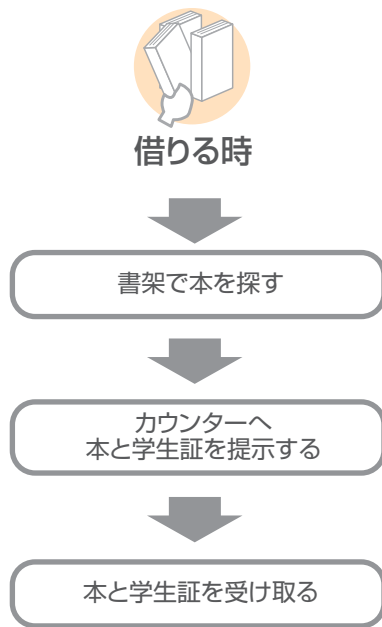 借りる時
書架で本を探す
カウンターへ
本と学生証を提示する
本と学生証を受け取る